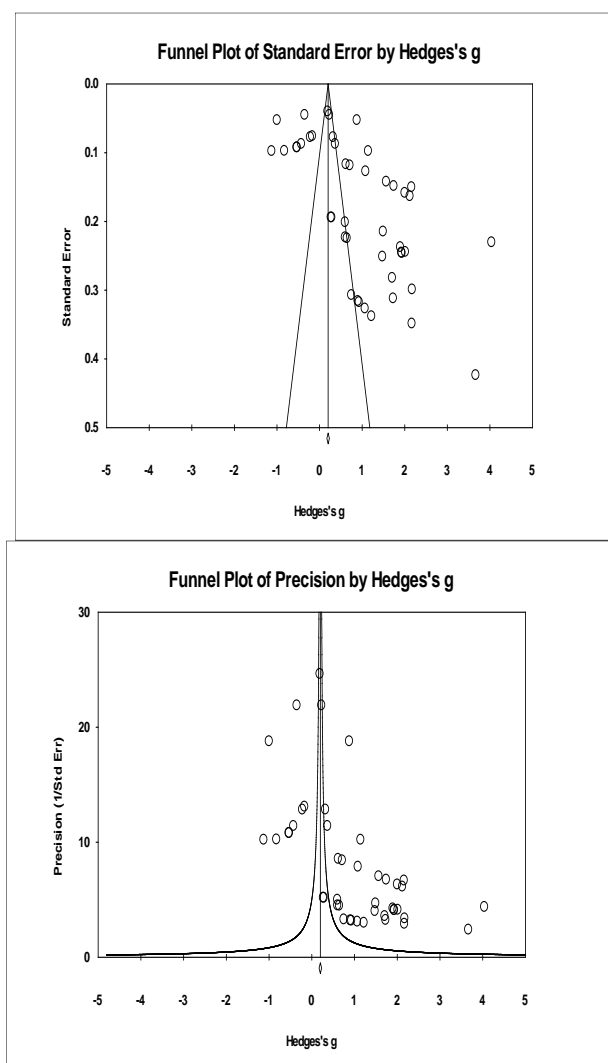 Funnel Plot of Standard Error by Hedges's g
0.0
0.1
0.2
0.3
0.4
0.5
Standard Error
-5 -4 -3 -2 -1 0 1 2 3 4 5
Hedges's g
Funnel Plot of Precision by Hedges's g
30
20
10
0
Precision (1/Std Err)
-5 -4 -3 -2 -1 0 1 2 3 4 5
Hedges's g